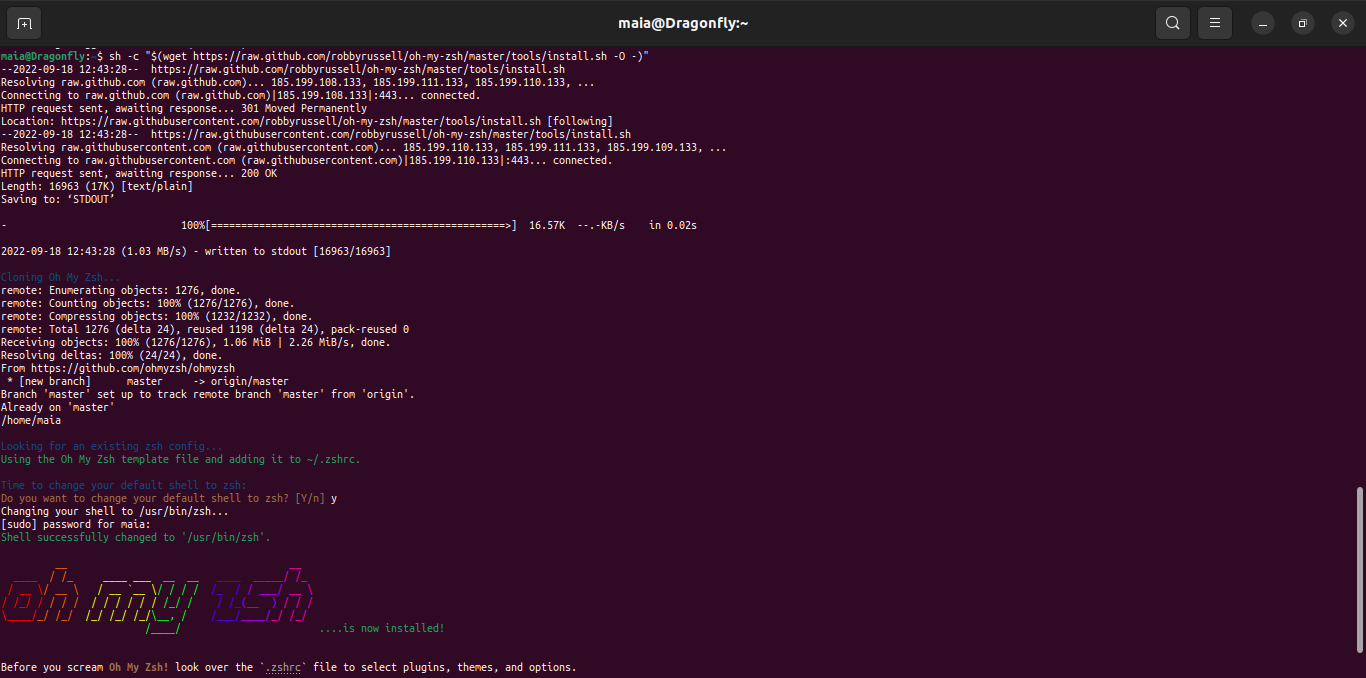 maia@Dragonfly:~
maia@Dragonfly:~$ sh -c "$(wget https://raw.github.com/robbyrussell/oh-my-zsh/master/tools/install.sh -O -)"
--2022-09-18 12:43:28--  https://raw.github.com/robbyrussell/oh-my-zsh/master/tools/install.sh
Resolving raw.github.com (raw.github.com)... 185.199.108.133, 185.199.111.133, 185.199.110.133, ...
Connecting to raw.github.com (raw.github.com)|185.199.108.133|:443... connected.
HTTP request sent, awaiting response... 301 Moved Permanently
Location: https://raw.githubusercontent.com/robbyrussell/oh-my-zsh/master/tools/install.sh [following]
--2022-09-18 12:43:28--  https://raw.githubusercontent.com/robbyrussell/oh-my-zsh/master/tools/install.sh
Resolving raw.githubusercontent.com (raw.githubusercontent.com)... 185.199.110.133, 185.199.111.133, 185.199.109.133, ...
Connecting to raw.githubusercontent.com (raw.githubusercontent.com)|185.199.110.133|:443... connected.
HTTP request sent, awaiting response... 200 OK
Length: 16963 (17K) [text/plain]
Saving to: ‘STDOUT’
-                             100%[=================================================>]  16.57K  --.-KB/s    in 0.02s
2022-09-18 12:43:28 (1.03 MB/s) - written to stdout [16963/16963]
Cloning Oh My Zsh...
remote: Enumerating objects: 1276, done.
remote: Counting objects: 100% (1276/1276), done.
remote: Compressing objects: 100% (1232/1232), done.
remote: Total 1276 (delta 24), reused 1198 (delta 24), pack-reused 0
Receiving objects: 100% (1276/1276), 1.06 MiB | 2.26 MiB/s, done.
Resolving deltas: 100% (24/24), done.
From https://github.com/ohmyzsh/ohmyzsh
 * [new branch]      master     -> origin/master
Branch 'master' set up to track remote branch 'master' from 'origin'.
Already on 'master'
/home/maia
Looking for an existing zsh config...
Using the Oh My Zsh template file and adding it to ~/.zshrc.
Time to change your default shell to zsh:
Do you want to change your default shell to zsh? [Y/n] y
Changing your shell to /usr/bin/zsh...
[sudo] password for maia:
Shell successfully changed to '/usr/bin/zsh'.
oh my zsh
....is now installed!
Before you scream Oh My Zsh! look over the `.zshrc` file to select plugins, themes, and options.